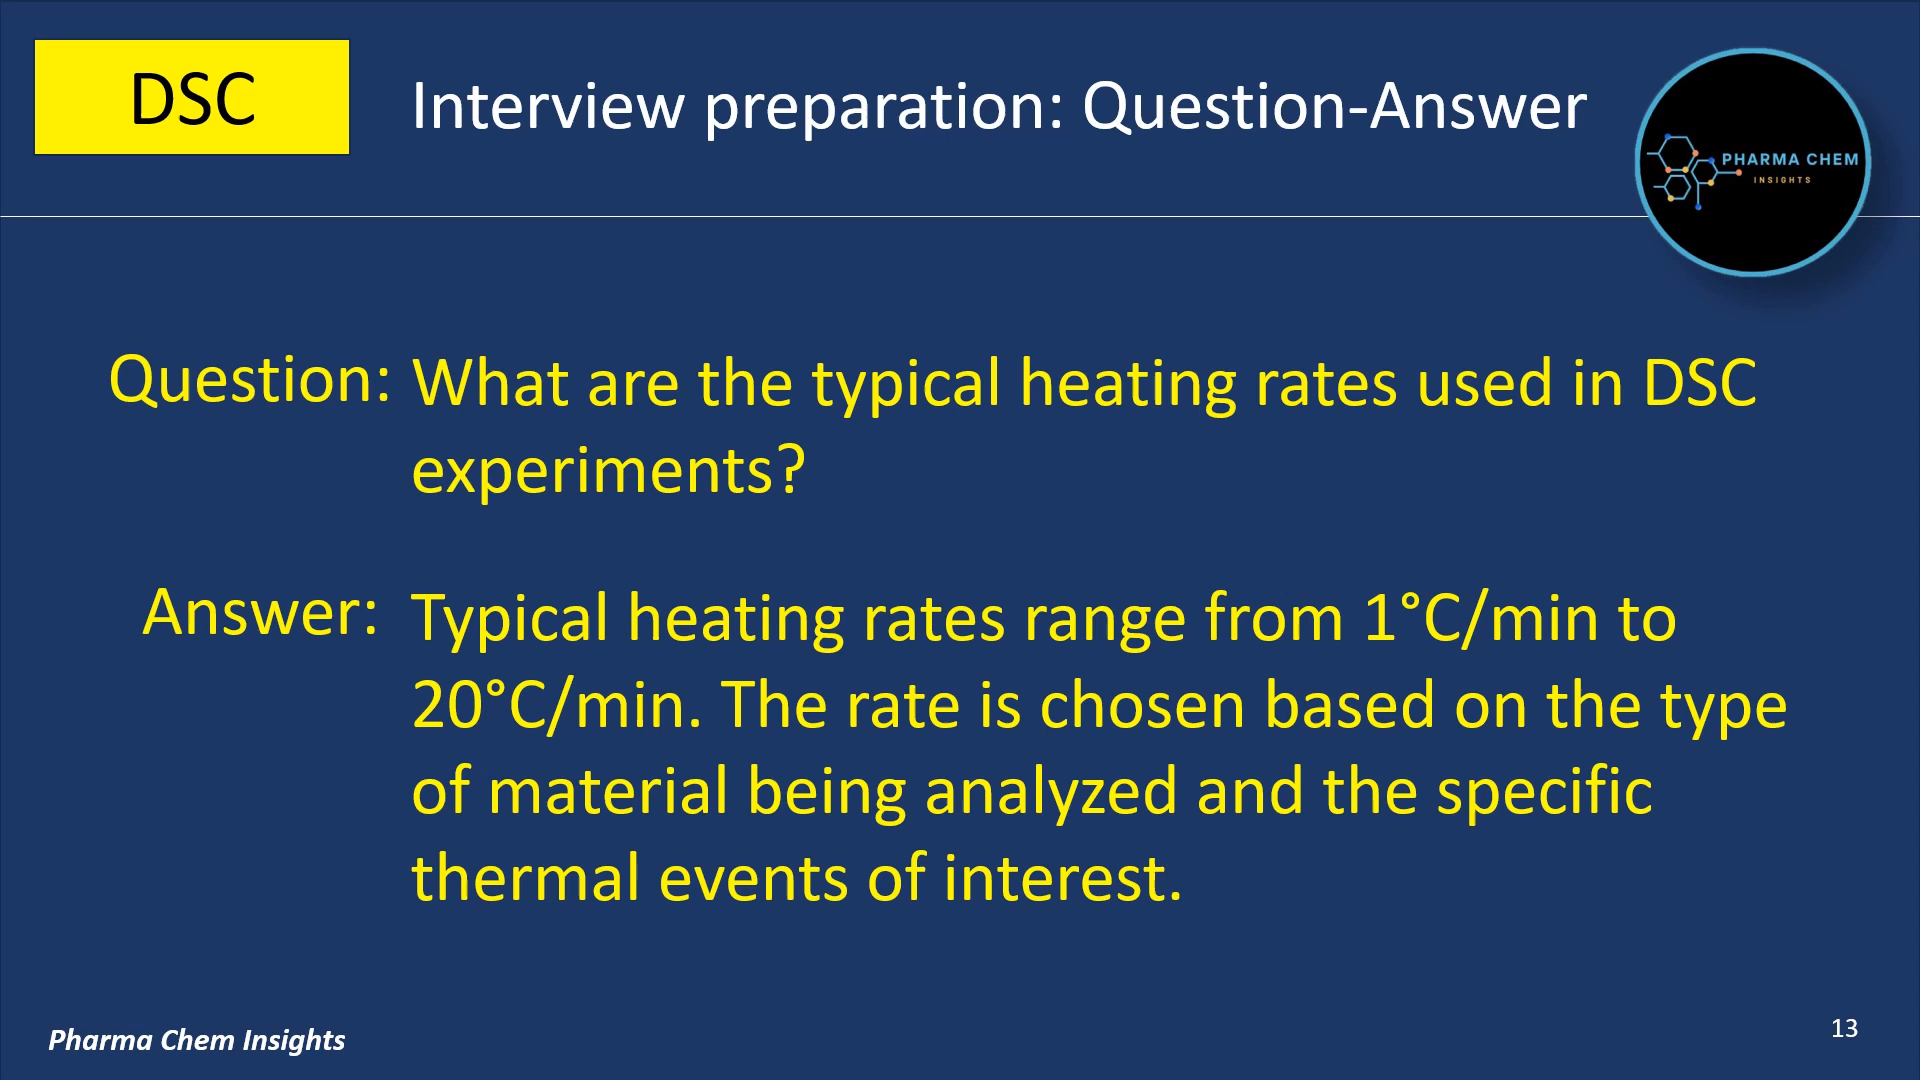 DSC
Interview preparation: Question-Answer
PHARMA CHEM
INSIGHTS
Question: What are the typical heating rates used in DSC
experiments?
Answer: Typical heating rates range from 1°C/min to
20°C/min. The rate is chosen based on the type
of material being analyzed and the specific
thermal events of interest.
Pharma Chem Insights
13